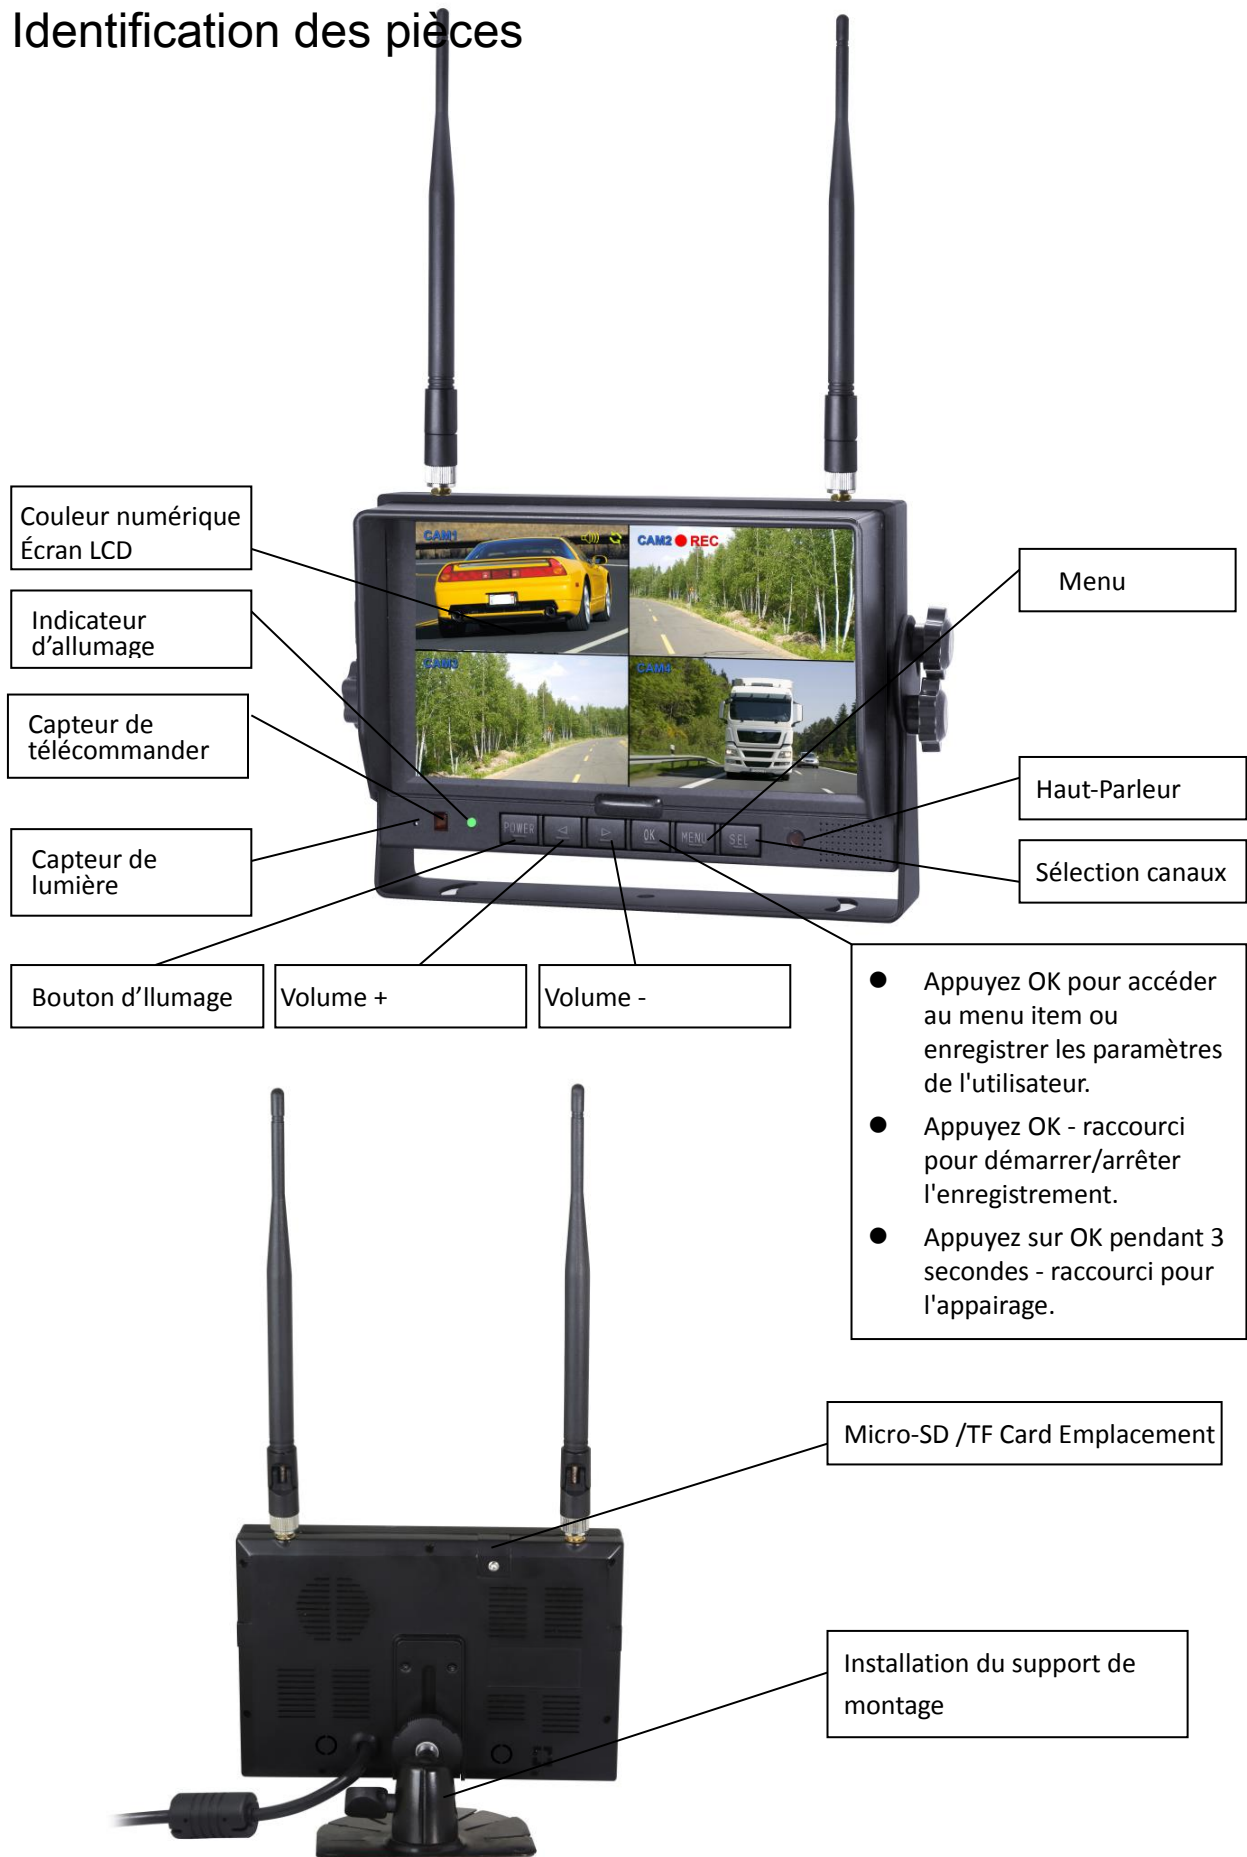 Identification des pièces
Couleur numérique
Écran LCD
Indicateur
d’allumage
Capteur de
télécommander
Capteur de
lumière
CAM1
CAM2 REC
CAM3
CAM4
POWER
OK
MENU
SEL
Menu
Haut-Parleur
Sélection canaux
Bouton d’llumage
Volume +
Volume -
● Appuyez OK pour accéder
au menu item ou
enregistrer les paramètres
de l'utilisateur.
● Appuyez OK - raccourci
pour démarrer/arrêter
l'enregistrement.
● Appuyez sur OK pendant 3
secondes - raccourci pour
l'appairage.
Micro-SD /TF Card Emplacement
Installation du support de
montage